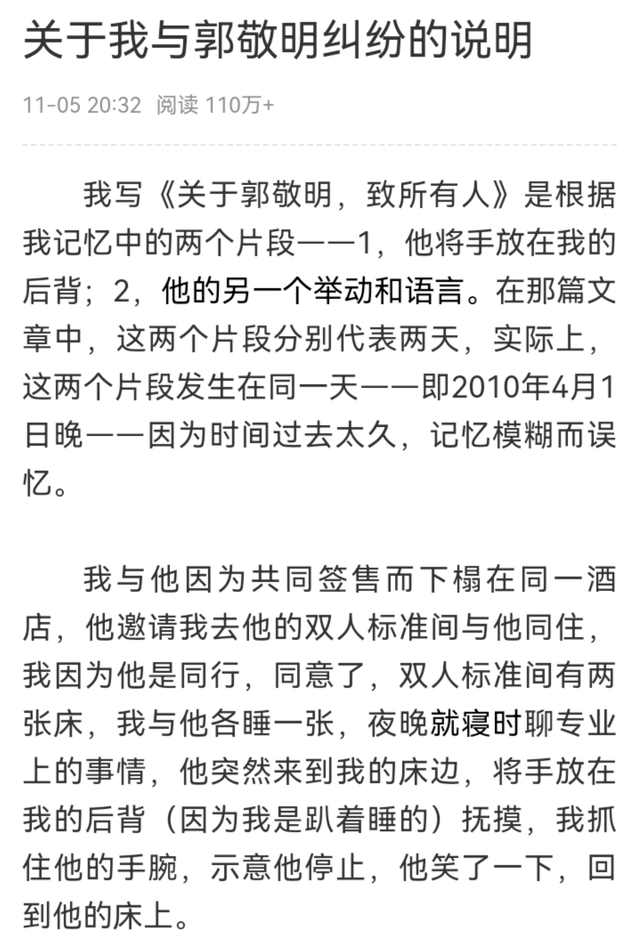 关于我与郭敬明纠纷的说明
11-05 20:32 阅读 110万+
我写《关于郭敬明，致所有人》是根据
我记忆中的两个片段——1，他将手放在我的
后背；2，他的另一个举动和语言。在那篇文
章中，这两个片段分别代表两天，实际上，
这两个片段发生在同一天——即2010年4月1
日晚——因为时间过去太久，记忆模糊而误
忆。
我与他因为共同签售而下榻在同一酒
店，他邀请我去他的双人标准间与他同住，
我因为他是同行，同意了，双人标准间有两
张床，我与他各睡一张，夜晚就寝时聊专业
上的事情，他突然来到我的床边，将手放在
我的后背（因为我是趴着睡的）抚摸，我抓
住他的手腕，示意他停止，他笑了一下，回
到他的床上。